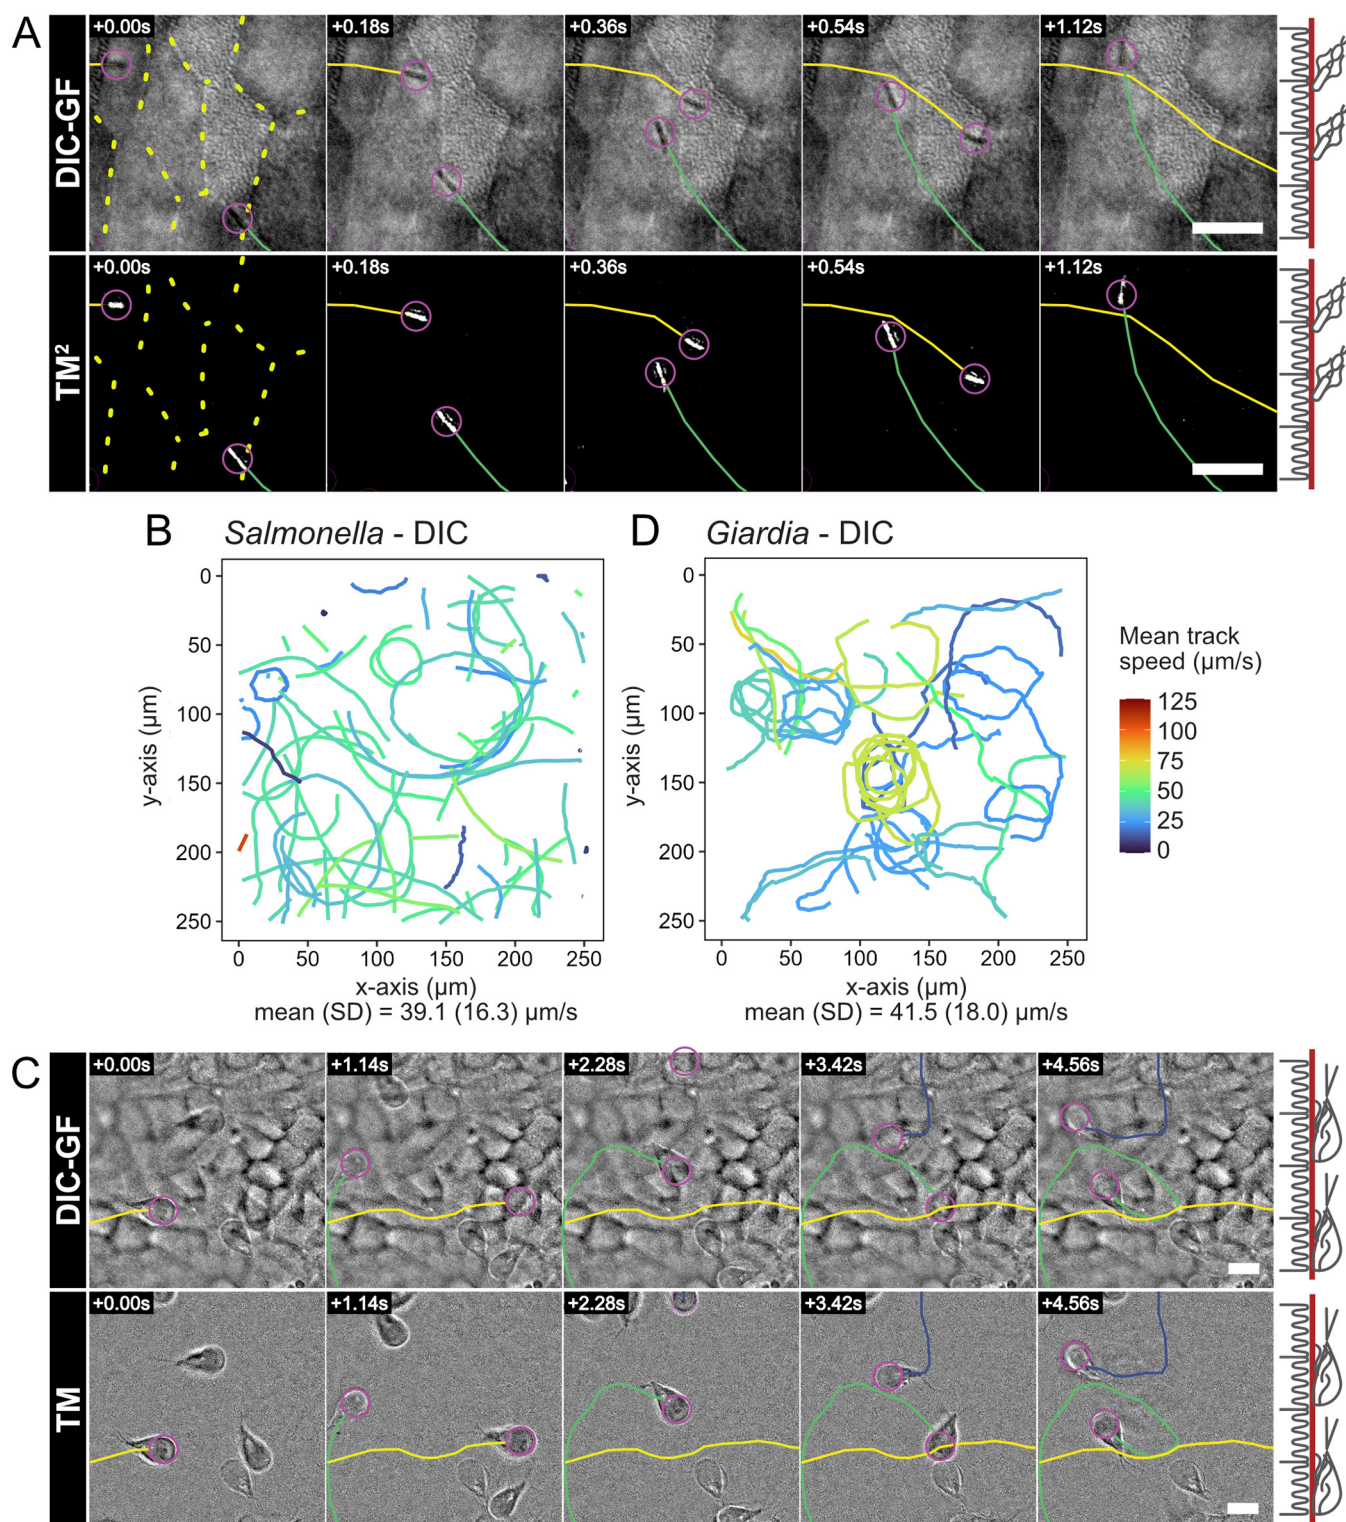 A
DIC-GF
+0.00s +0.18s +0.36s +0.54s +1.12s
TM²
+0.00s +0.18s +0.36s +0.54s +1.12s
B Salmonella - DIC
0
50
100
150
200
250
y-axis (µm)
0 50 100 150 200 250
x-axis (µm)
mean (SD) = 39.1 (16.3) µm/s
D Giardia - DIC
0
50
100
150
200
250
y-axis (µm)
0 50 100 150 200 250
x-axis (µm)
mean (SD) = 41.5 (18.0) µm/s
Mean track
speed (µm/s)
125
100
75
50
25
0
C
DIC-GF
+0.00s +1.14s +2.28s +3.42s +4.56s
TM
+0.00s +1.14s +2.28s +3.42s +4.56s